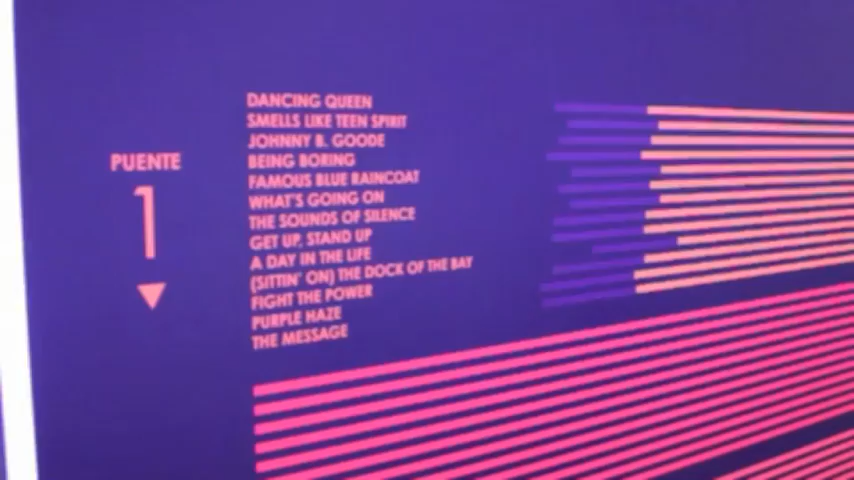 PUENTE
1
DANCING QUEEN
SMELLS LIKE TEEN SPIRIT
JOHNNY B. GOODE
BEING BORING
FAMOUS BLUE RAINCOAT
WHAT'S GOING ON
THE SOUNDS OF SILENCE
GET UP, STAND UP
A DAY IN THE LIFE
(SITTIN' ON) THE DOCK OF THE BAY
FIGHT THE POWER
PURPLE HAZE
THE MESSAGE